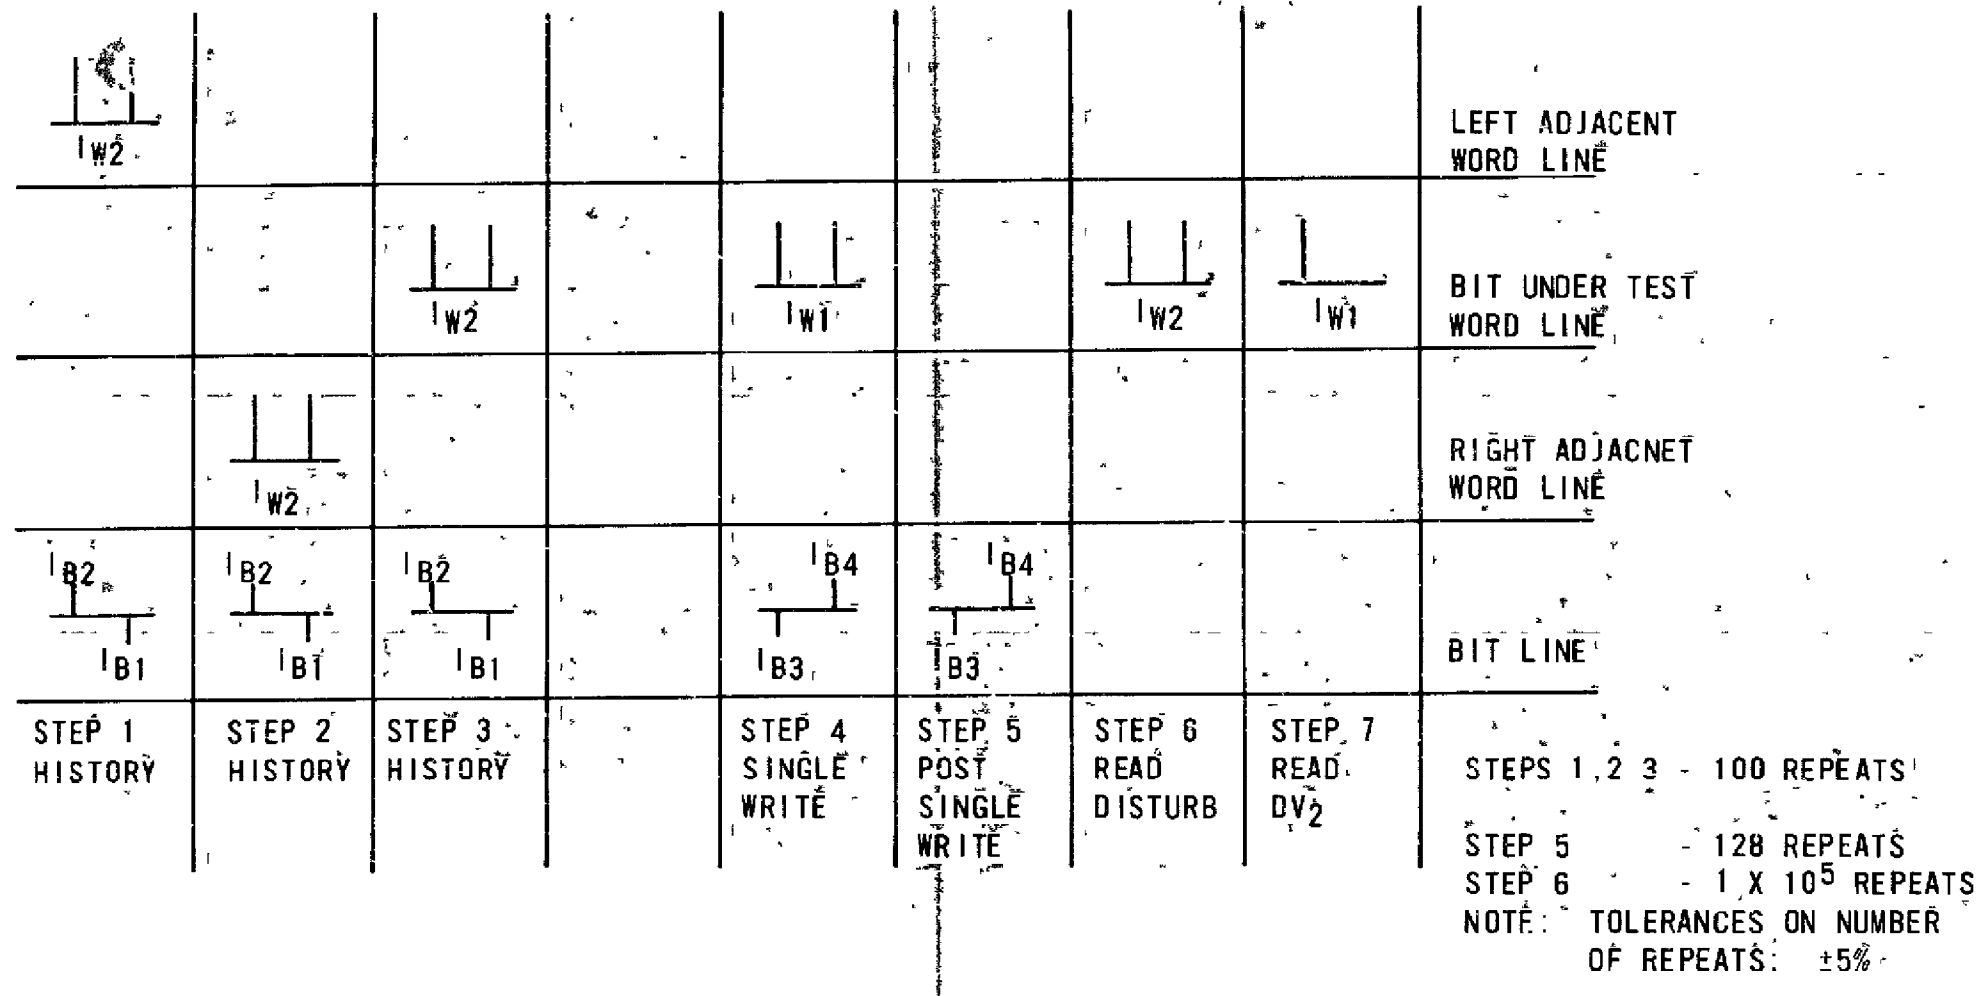 I W2
LEFT ADJACENT
WORD LINE
I W2
I W1
I W2
I W1
BIT UNDER TEST
WORD LINE
I W2
RIGHT ADJACNET
WORD LINE
I B2
I B1
I B2
I B1
I B2
I B1
I B4
I B3
I B4
I B3
BIT LINE
STEP 1
HISTORY
STEP 2
HISTORY
STEP 3
HISTORY
STEP 4
SINGLE
WRITE
STEP 5
POST
SINGLE
WRITE
STEP 6
READ
DISTURB
STEP 7
READ
DV2
STEPS 1,2 3 - 100 REPEATS
STEP 5 - 128 REPEATS
STEP 6 - 1 X 10⁵ REPEATS
NOTE: TOLERANCES ON NUMBER
OF REPEATS: ±5%